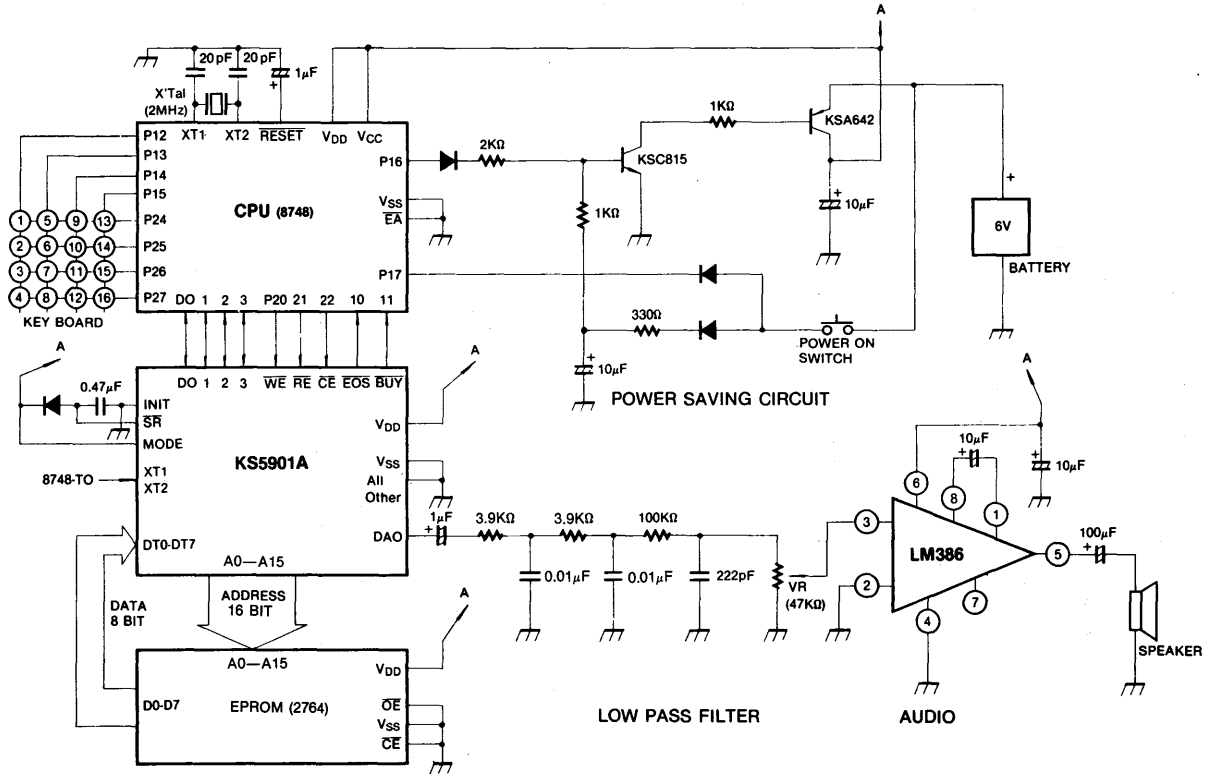 A
20pF 20pF
1µF
X'Tal
(2MHz)
XT1 XT2 RESET VDD VCC
P12
P13
P14
P15
P24
P25
P26
P27
CPU (8748)
P16
VSS
EA
P17
DO 1 2 3 P20 21 22 10 11
1 5 9 13
2 6 10 14
3 7 11 15
4 8 12 16
KEY BOARD
2KΩ
1KΩ
KSC815
1KΩ
KSA642
+
10µF
+
6V
BATTERY
330Ω
POWER ON
SWITCH
+
10µF
POWER SAVING CIRCUIT
A
0.47µF
DO 1 2 3 WE RE CE EOS BUY
INIT
SR
MODE
XT1
XT2
8748-TO
KS5901A
VDD
A
VSS
All
Other
DAO
DT0-DT7
A0—A15
1µF
+
3.9KΩ
3.9KΩ
100KΩ
0.01µF
0.01µF
222pF
VR
(47KΩ)
A
10µF
+
+
10µF
6
8
1
3
2
LM386
5
7
4
100µF
+
SPEAKER
DATA
8 BIT
ADDRESS
16 BIT
A
A0—A15
VDD
D0-D7
EPROM (2764)
OE
VSS
CE
LOW PASS FILTER
AUDIO